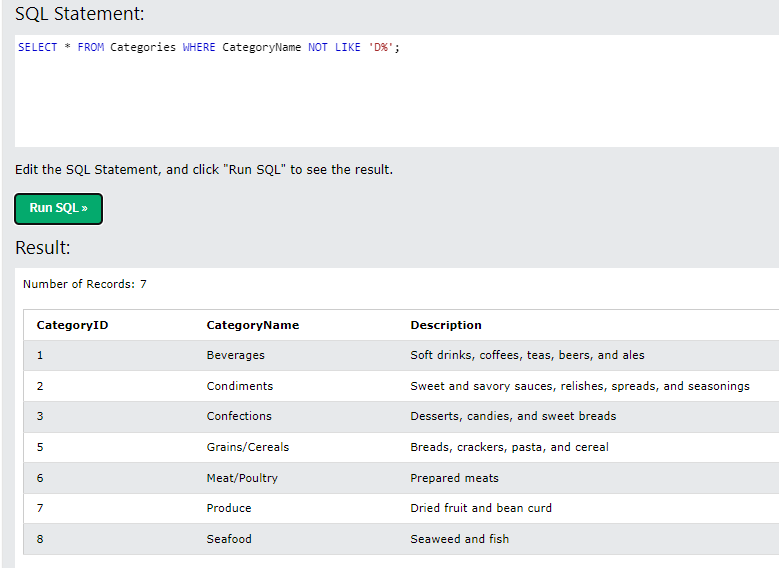 SQL Statement:
SELECT * FROM Categories WHERE CategoryName NOT LIKE 'D%';
Edit the SQL Statement, and click "Run SQL" to see the result.
Run SQL »
Result:
Number of Records: 7
CategoryID CategoryName Description
1 Beverages Soft drinks, coffees, teas, beers, and ales
2 Condiments Sweet and savory sauces, relishes, spreads, and seasonings
3 Confections Desserts, candies, and sweet breads
5 Grains/Cereals Breads, crackers, pasta, and cereal
6 Meat/Poultry Prepared meats
7 Produce Dried fruit and bean curd
8 Seafood Seaweed and fish